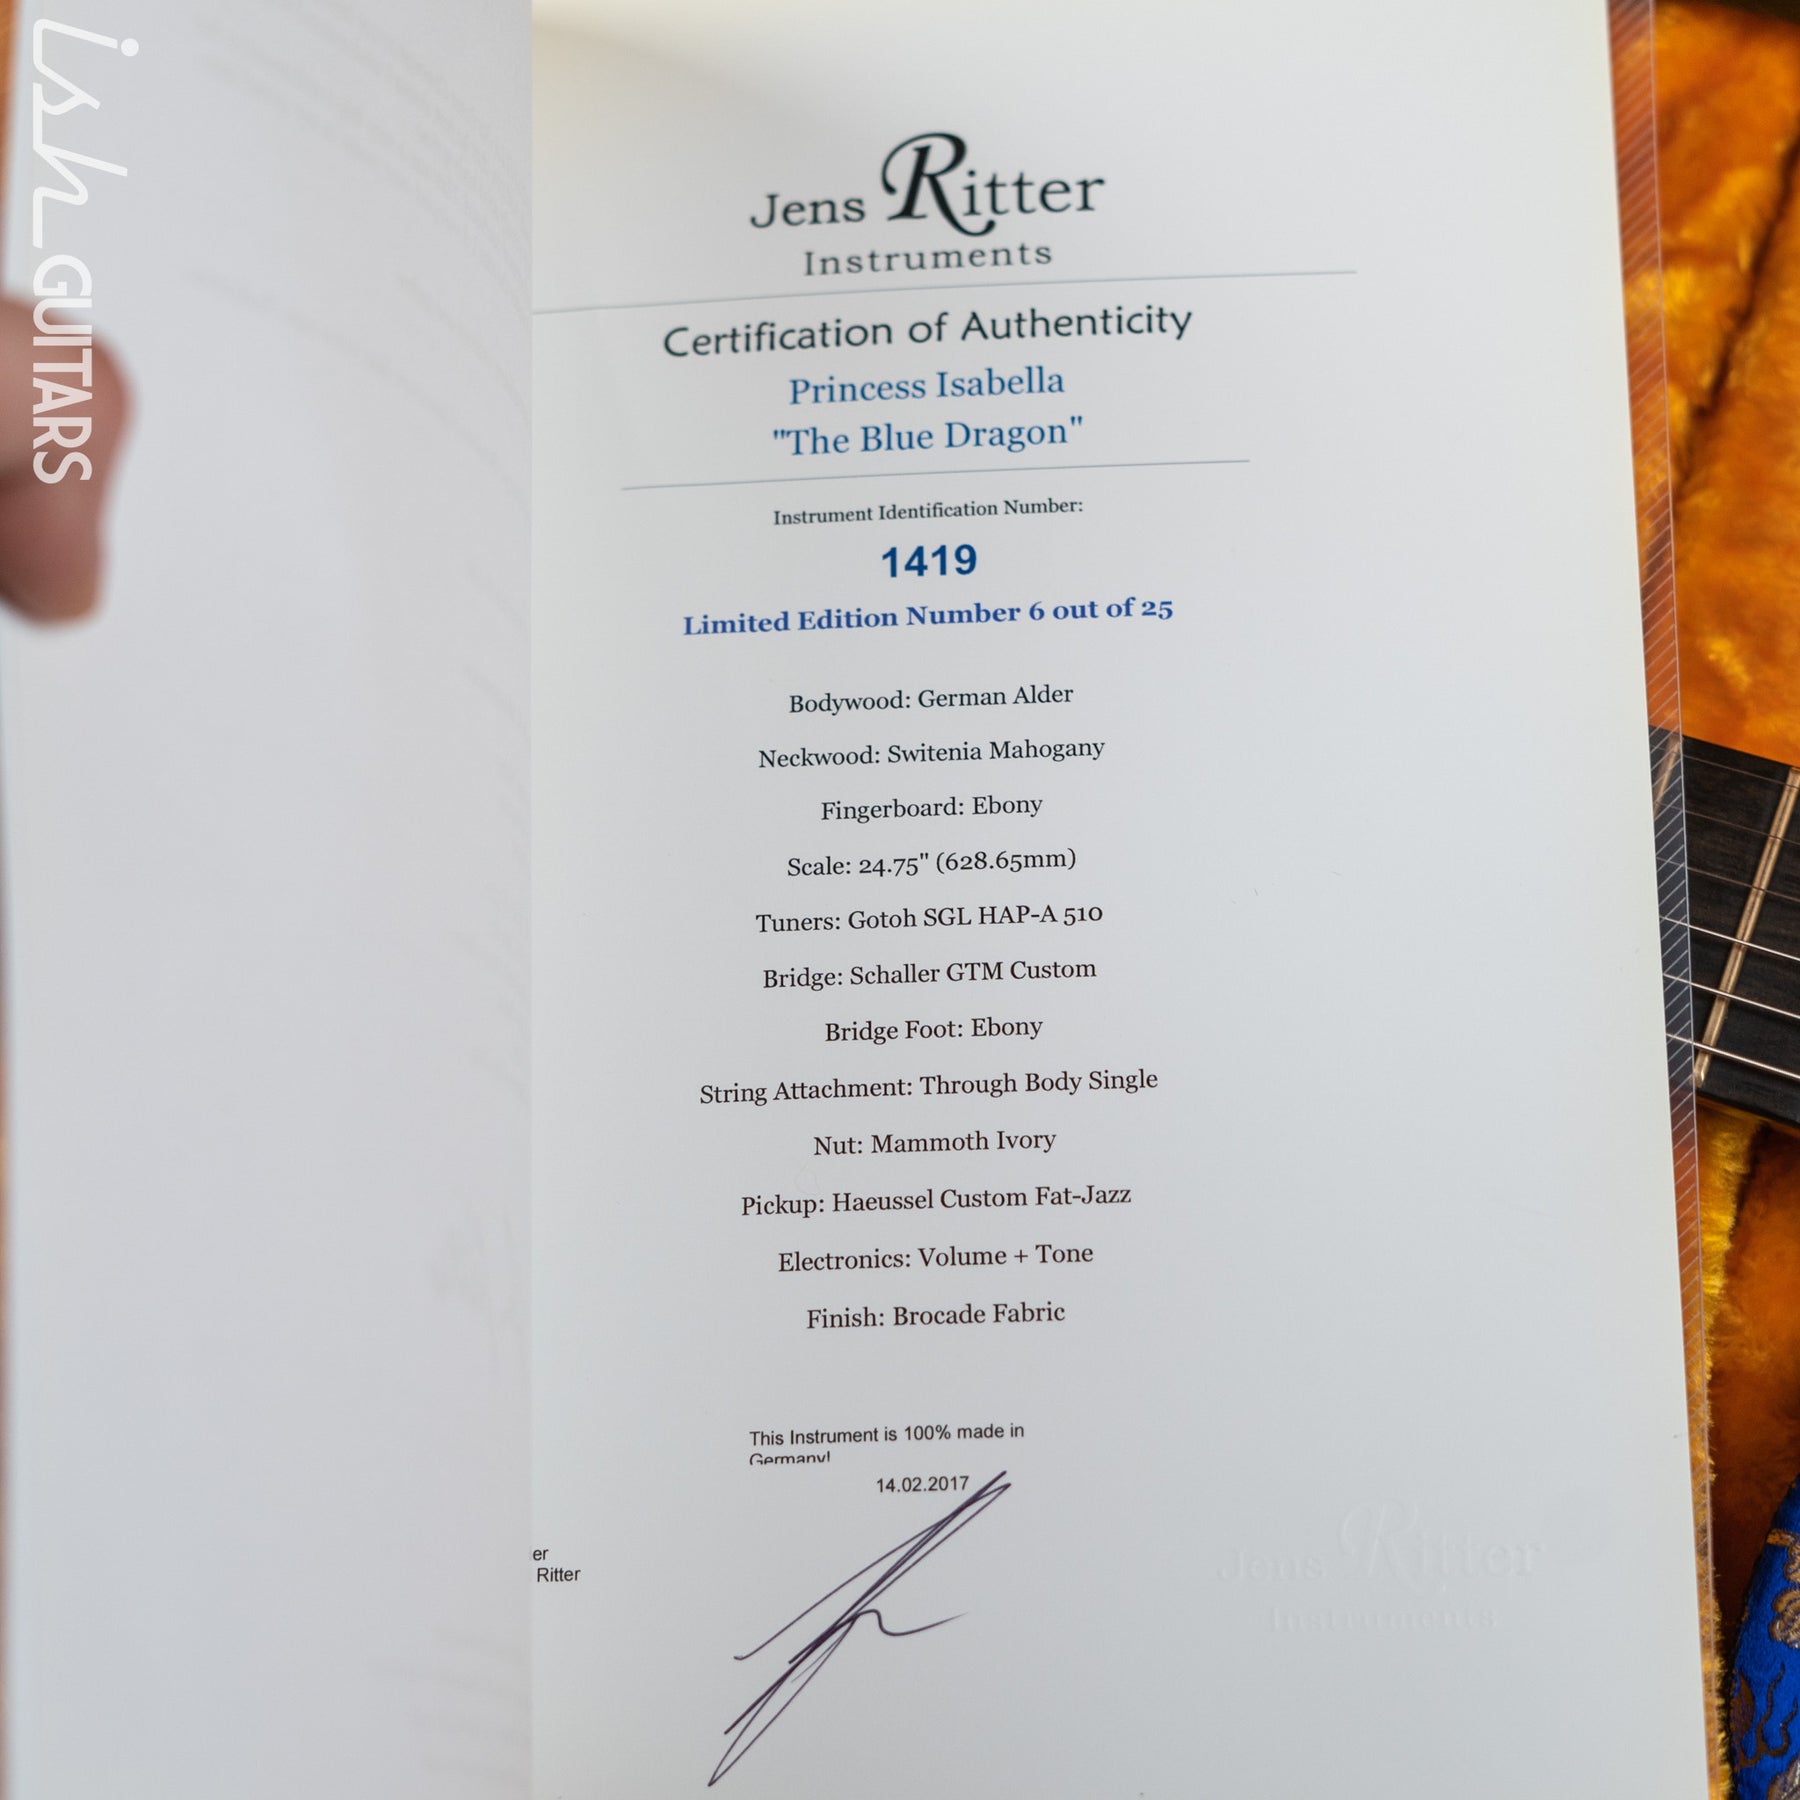 ish GUITARS
Jens Ritter
Instruments
Certification of Authenticity
Princess Isabella
"The Blue Dragon"
Instrument Identification Number:
1419
Limited Edition Number 6 out of 25
Bodywood: German Alder
Neckwood: Switenia Mahogany
Fingerboard: Ebony
Scale: 24.75" (628.65mm)
Tuners: Gotoh SGL HAP-A 510
Bridge: Schaller GTM Custom
Bridge Foot: Ebony
String Attachment: Through Body Single
Nut: Mammoth Ivory
Pickup: Haeussel Custom Fat-Jazz
Electronics: Volume + Tone
Finish: Brocade Fabric
This Instrument is 100% made in
Germany!
14.02.2017
er
Ritter
Jens Ritter
Instruments